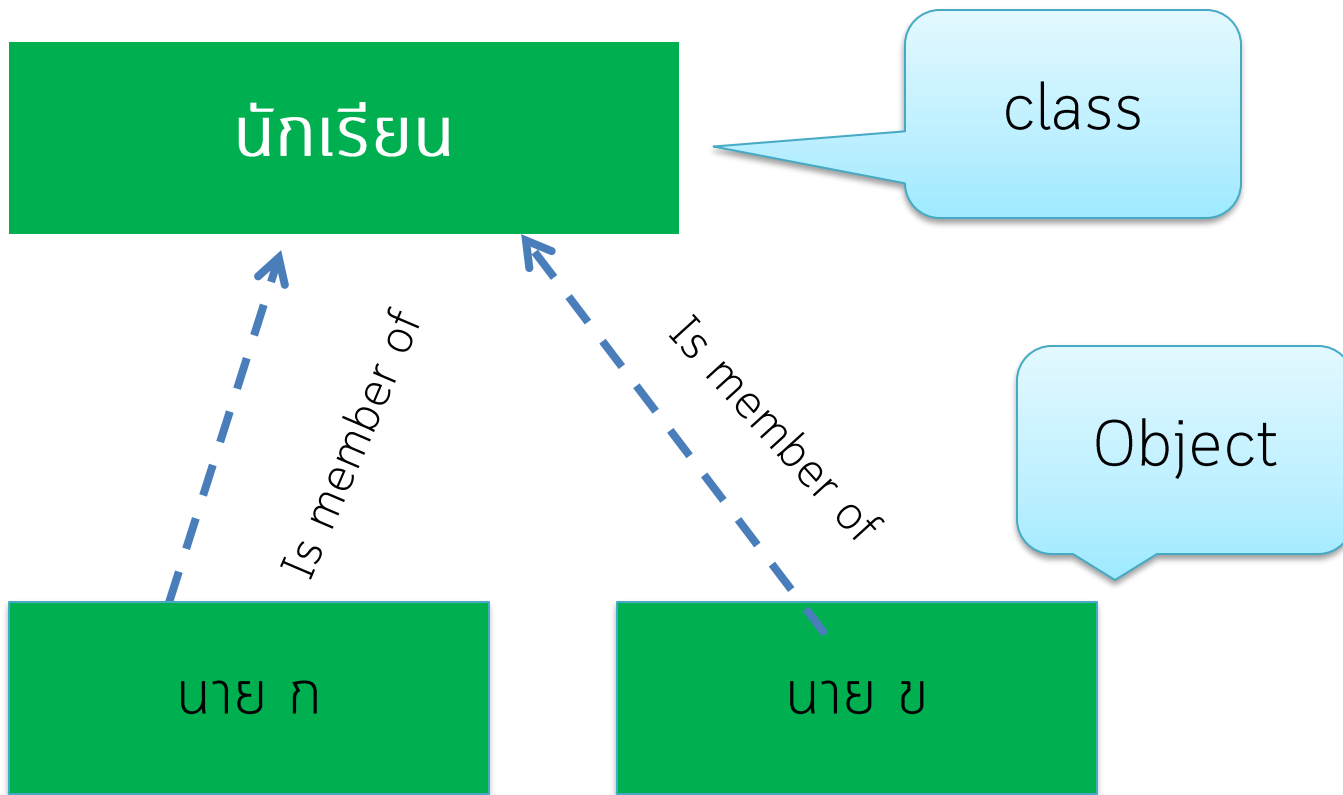 นักเรียน
class
Is member of
Is member of
Object
นาย ก
นาย ข